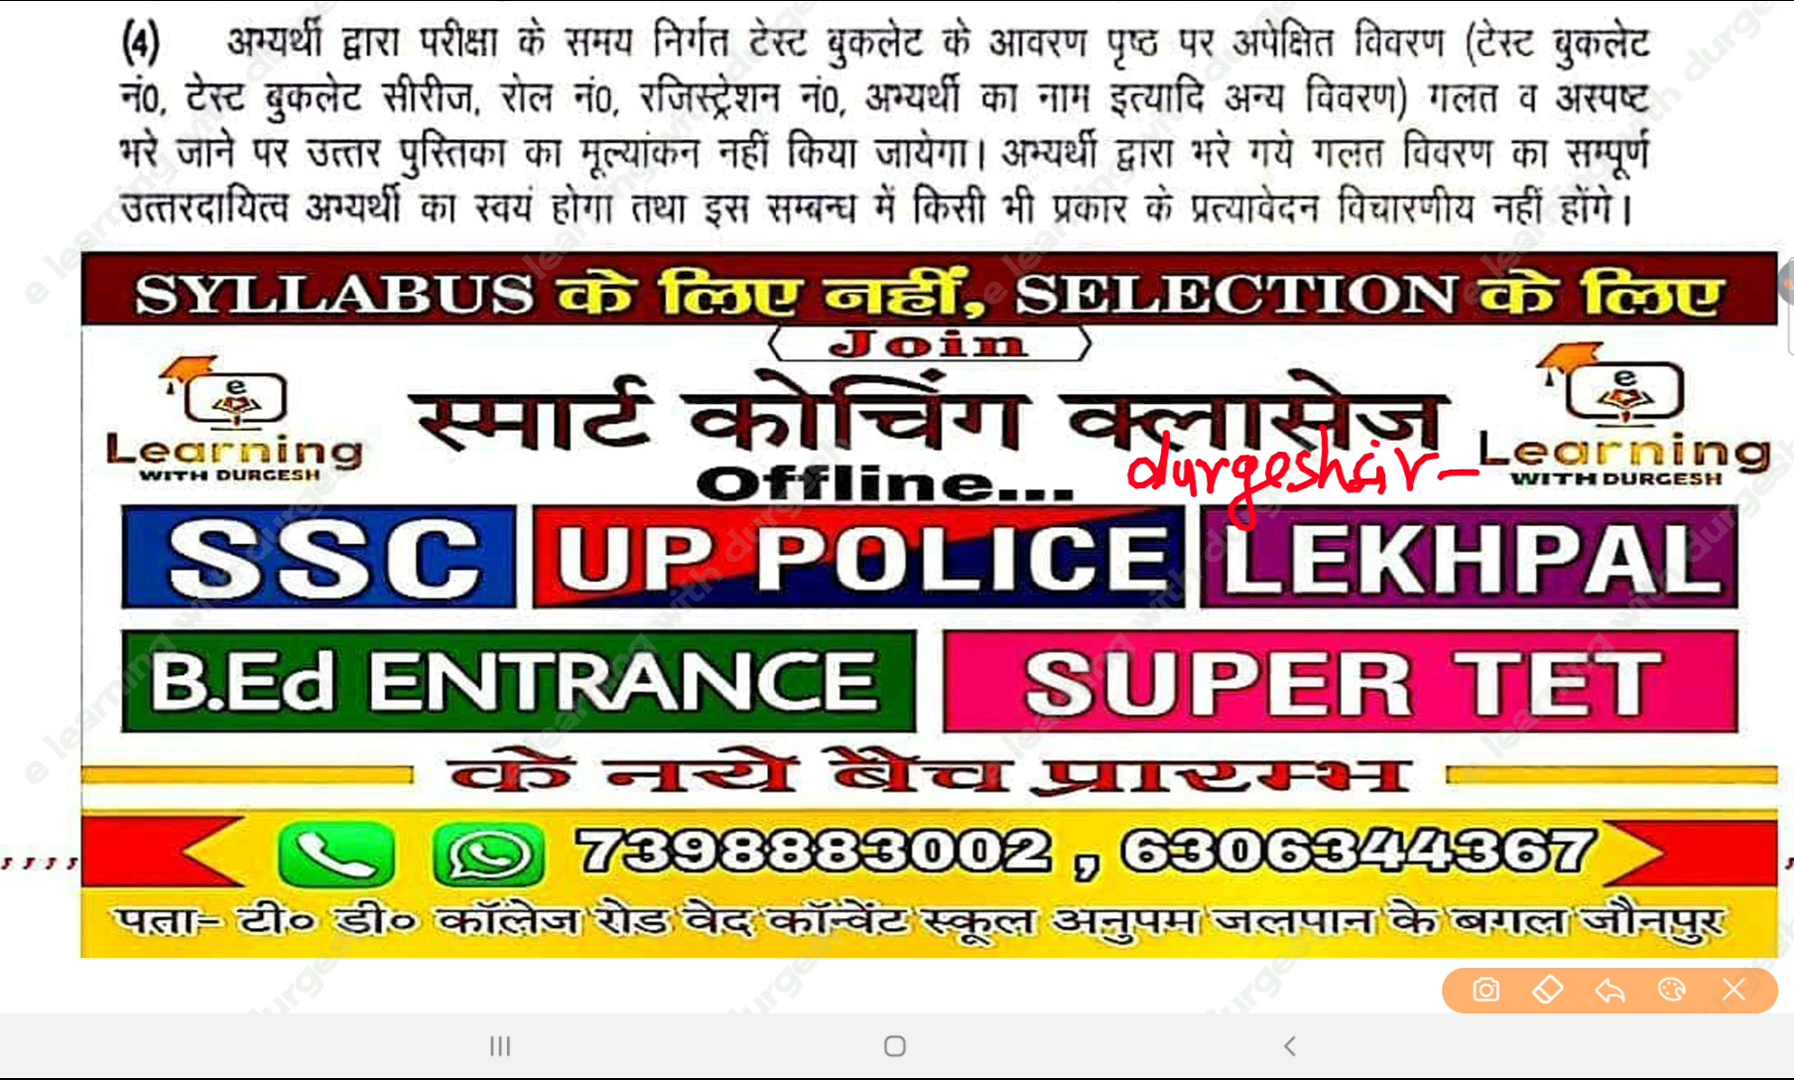 (4) अभ्यर्थी द्वारा परीक्षा के समय निर्गत टेस्ट बुकलेट के आवरण पृष्ठ पर अपेक्षित विवरण (टेस्ट बुकलेट
नं0, टेस्ट बुकलेट सीरीज, रोल नं0, रजिस्ट्रेशन नं0, अभ्यर्थी का नाम इत्यादि अन्य विवरण) गलत व अस्पष्ट
भरे जाने पर उत्तर पुस्तिका का मूल्यांकन नहीं किया जायेगा। अभ्यर्थी द्वारा भरे गये गलत विवरण का सम्पूर्ण
उत्तरदायित्व अभ्यर्थी का स्वयं होगा तथा इस सम्बन्ध में किसी भी प्रकार के प्रत्यावेदन विचारणीय नहीं होंगे।
SYLLABUS के लिए नहीं, SELECTION के लिए
Join
e Learning WITH DURGESH
स्मार्ट कोचिंग क्लासेज
e Learning WITH DURGESH
Offline...
durgeshsir-
SSC UP POLICE LEKHPAL
B.Ed ENTRANCE SUPER TET
के नये बैच प्रारम्भ
7398883002 , 6306344367
पता- टी० डी० कॉलेज रोड वेद कॉन्वेंट स्कूल अनुपम जलपान के बगल जौनपुर